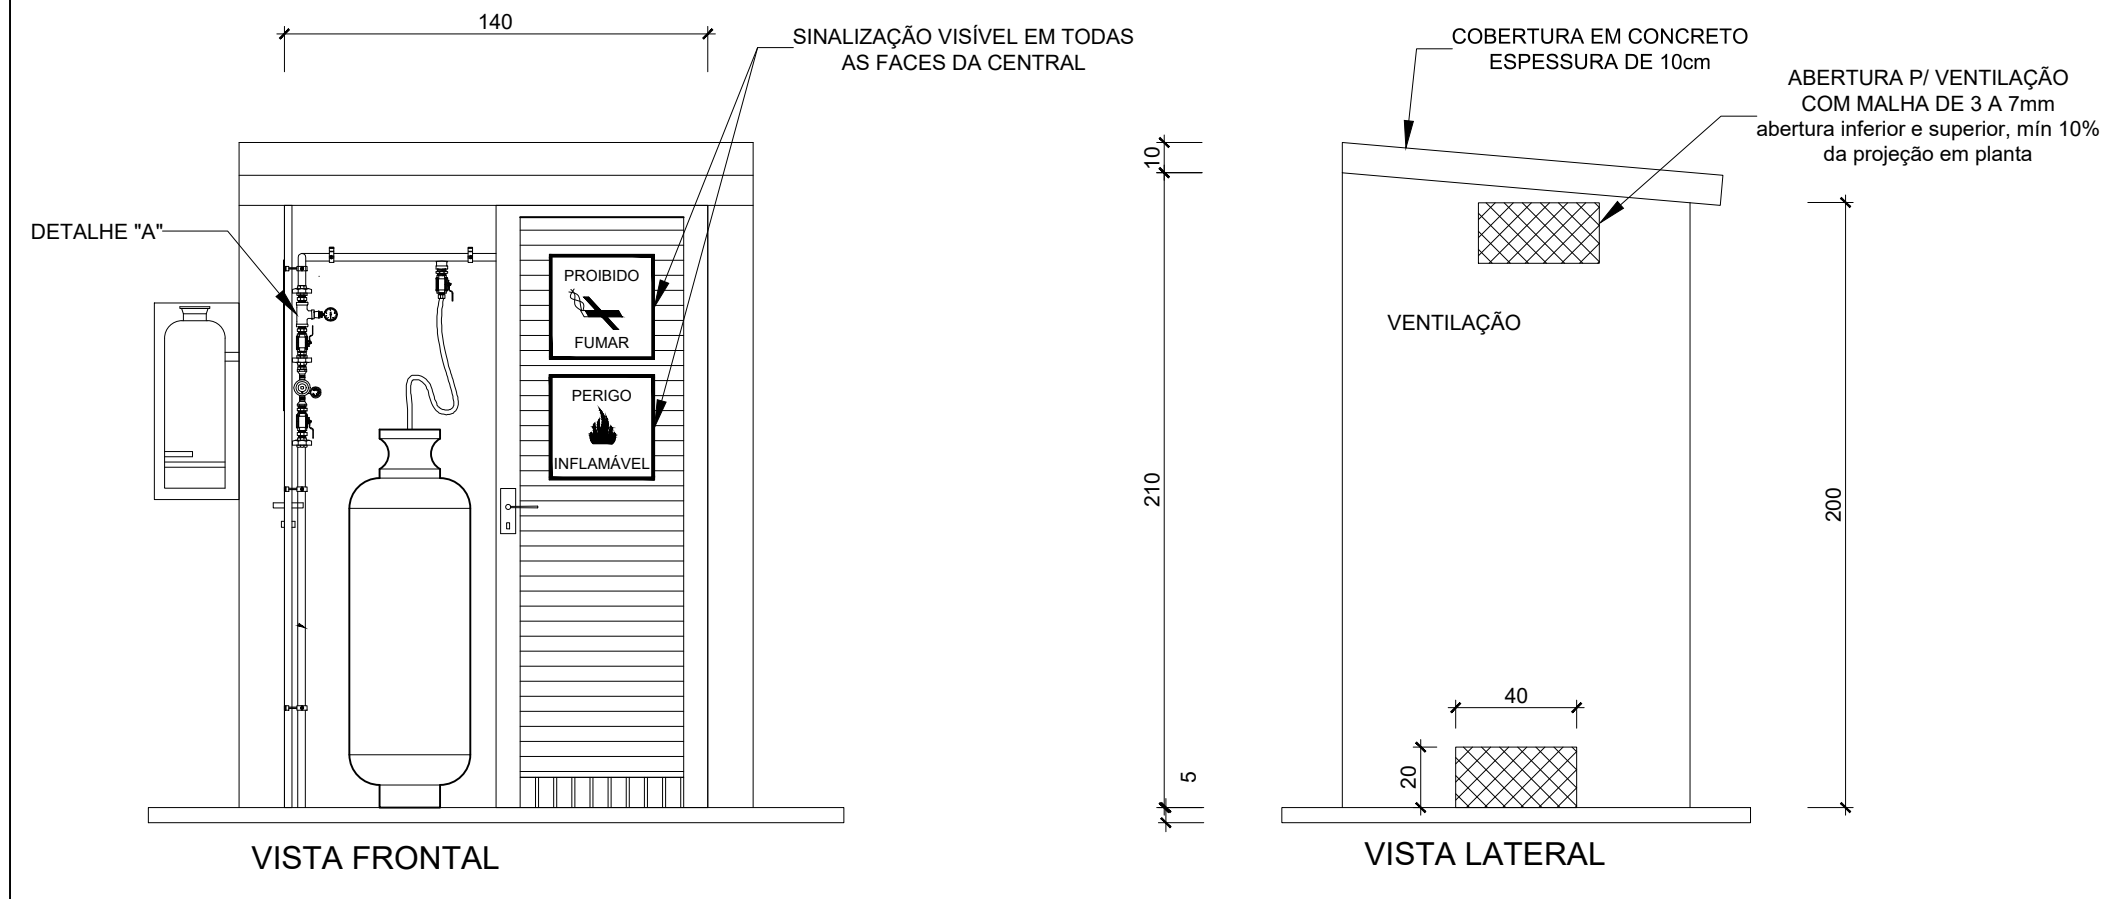 140
SINALIZAÇÃO VISÍVEL EM TODAS
AS FACES DA CENTRAL
DETALHE "A"
PROIBIDO
FUMAR
PERIGO
INFLAMÁVEL
VISTA FRONTAL
COBERTURA EM CONCRETO
ESPESSURA DE 10cm
ABERTURA P/ VENTILAÇÃO
COM MALHA DE 3 A 7mm
abertura inferior e superior, mín 10%
da projeção em planta
10
VENTILAÇÃO
210
200
40
20
5
VISTA LATERAL